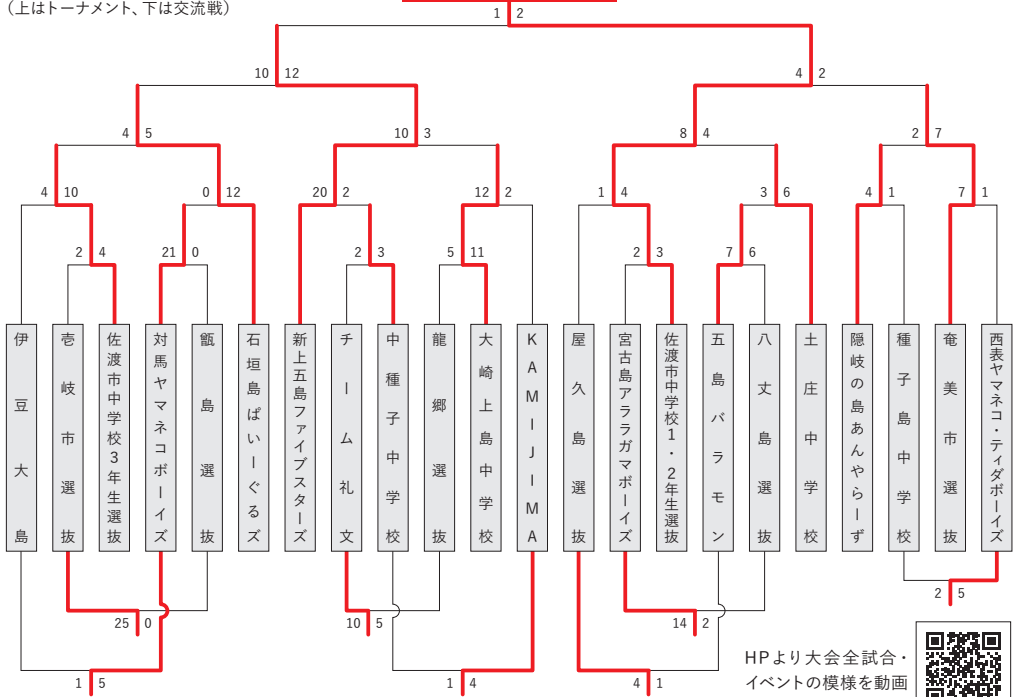 （上はトーナメント、下は交流戦）
1 2
10 12
4 2
4 5
10 3
8 4
2 7
4 10
0 12
20 2
12 2
1 4
3 6
4 1
7 1
2 4
21 0
2 3
5 11
2 3
7 6
伊豆大島
壱岐市選抜
佐渡市中学校3年生選抜
対馬ヤマネコボーイズ
甑島選抜
石垣島ぱいーぐるズ
新上五島ファイブスターズ
チーム礼文
中種子中学校
龍郷選抜
大崎上島中学校
KAMIJIMA
屋久島選抜
宮古島アララガマボーイズ
佐渡市中学校1・2年生選抜
五島バラモン
八丈島選抜
土庄中学校
隠岐の島あんやらーず
種子島中学校
奄美市選抜
西表ヤマネコ・ティダボーイズ
2 5
25 0
10 5
14 2
1 5
1 4
4 1
HPより大会全試合・
イベントの模様を動画